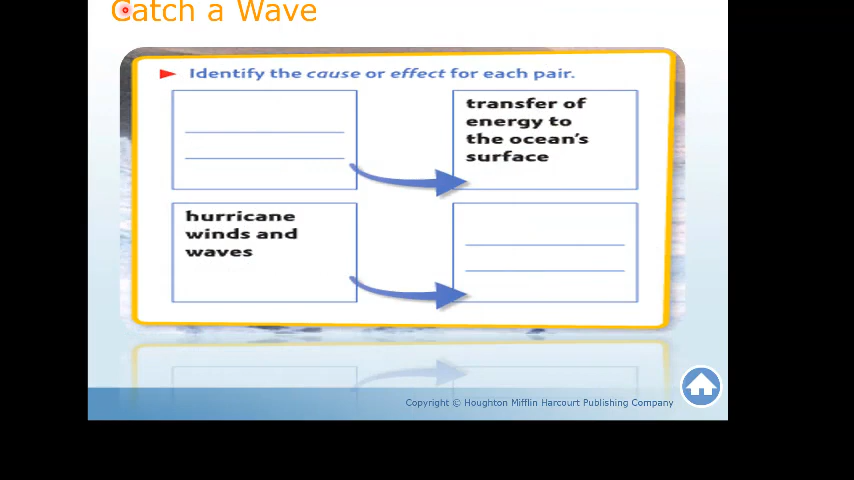 Catch a Wave
Identify the cause or effect for each pair.
transfer of
energy to
the ocean's
surface
hurricane
winds and
waves
Copyright © Houghton Mifflin Harcourt Publishing Company